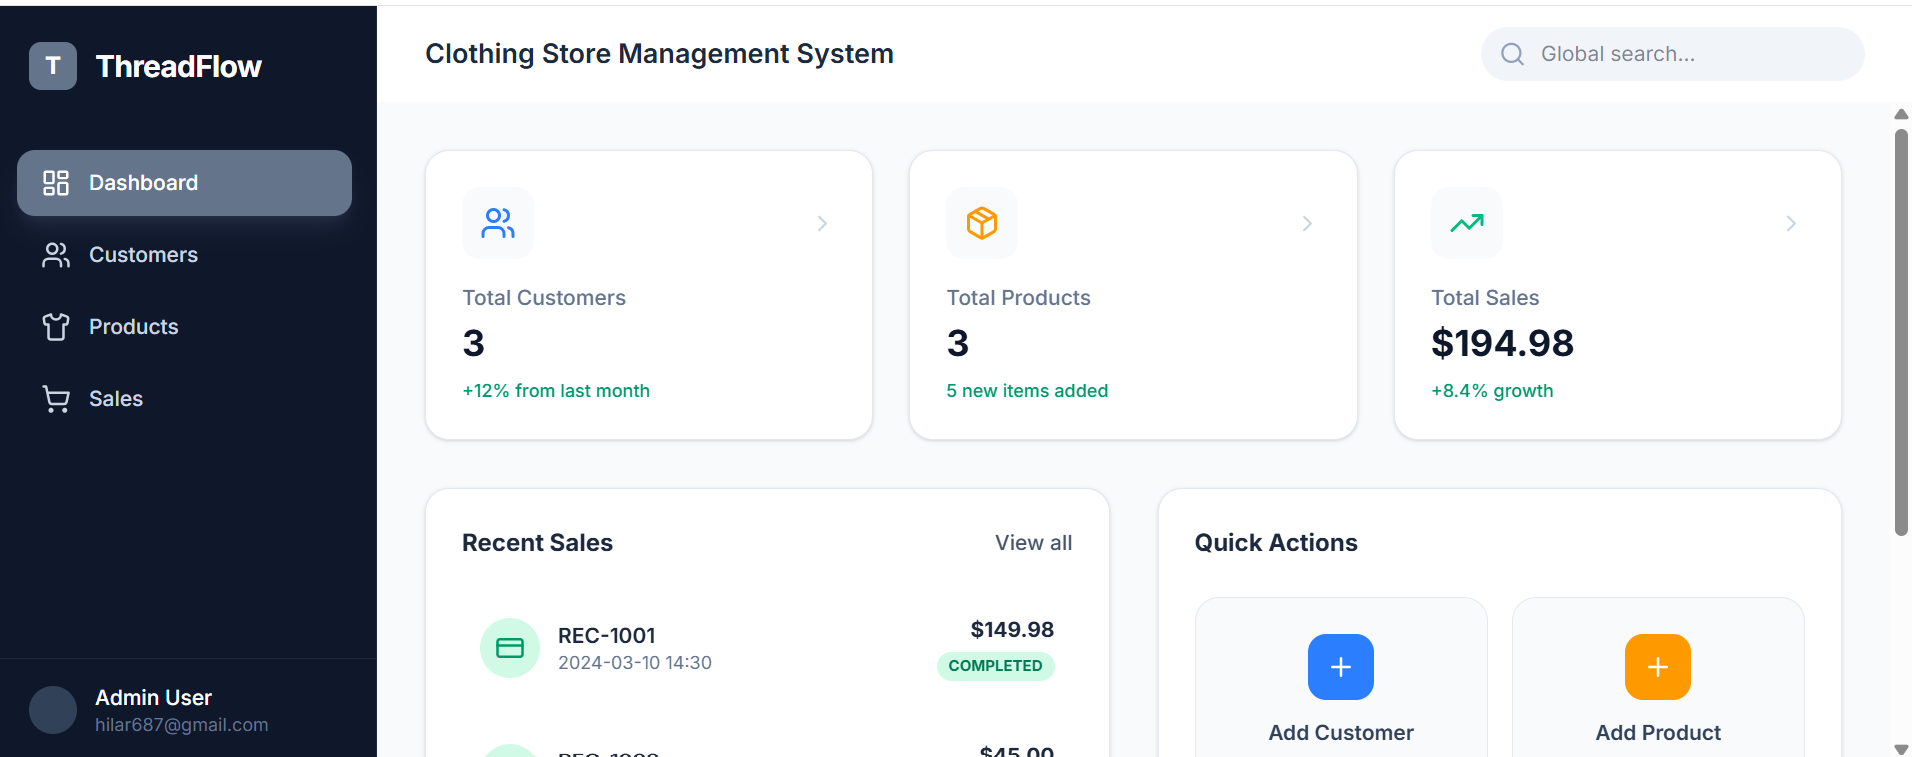 T ThreadFlow
Dashboard
Customers
Products
Sales
Admin User
hilar687@gmail.com
Clothing Store Management System
Global search...
Total Customers
3
+12% from last month
Total Products
3
5 new items added
Total Sales
$194.98
+8.4% growth
Recent Sales
View all
REC-1001
2024-03-10 14:30
$149.98
COMPLETED
$45.00
Quick Actions
Add Customer
Add Product